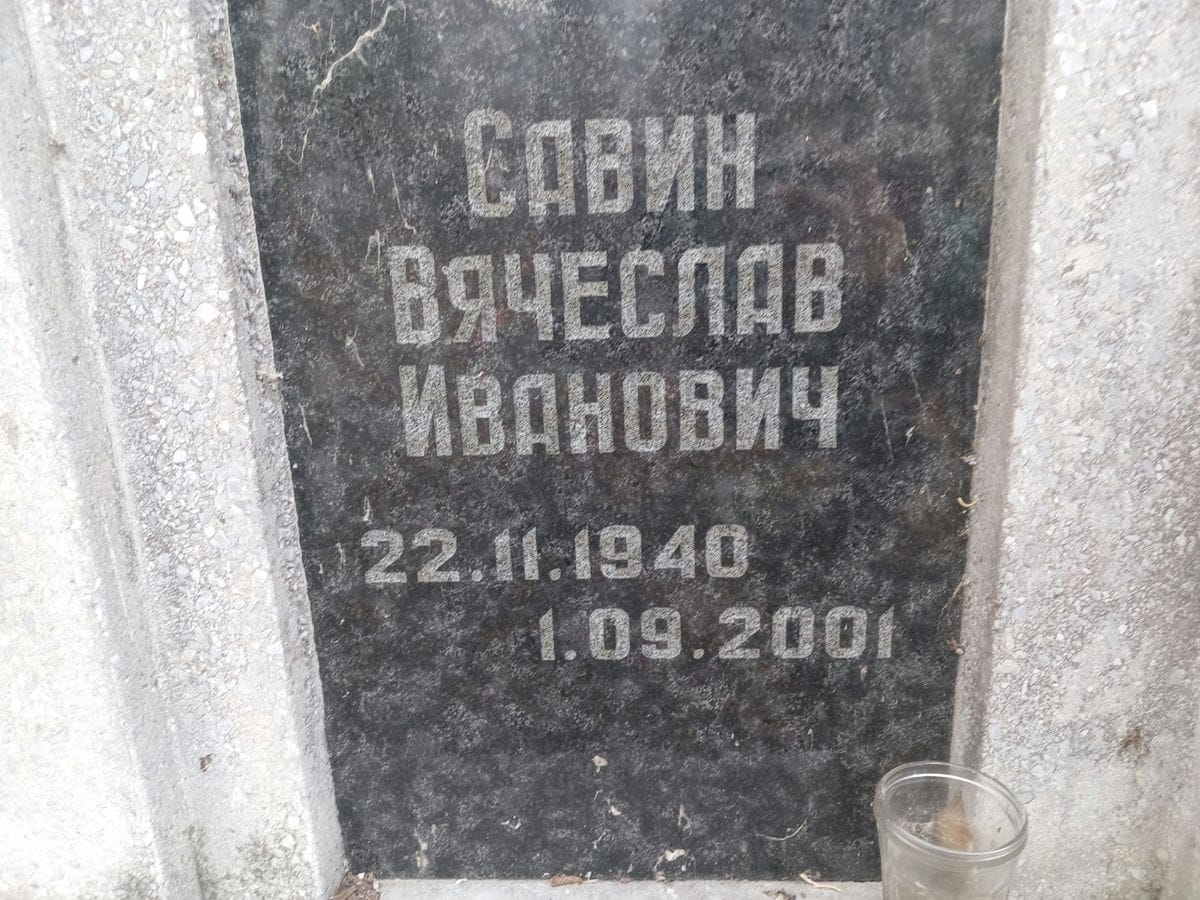 Савин
Вячеслав
Иванович
22.11.1940
1.09.2001